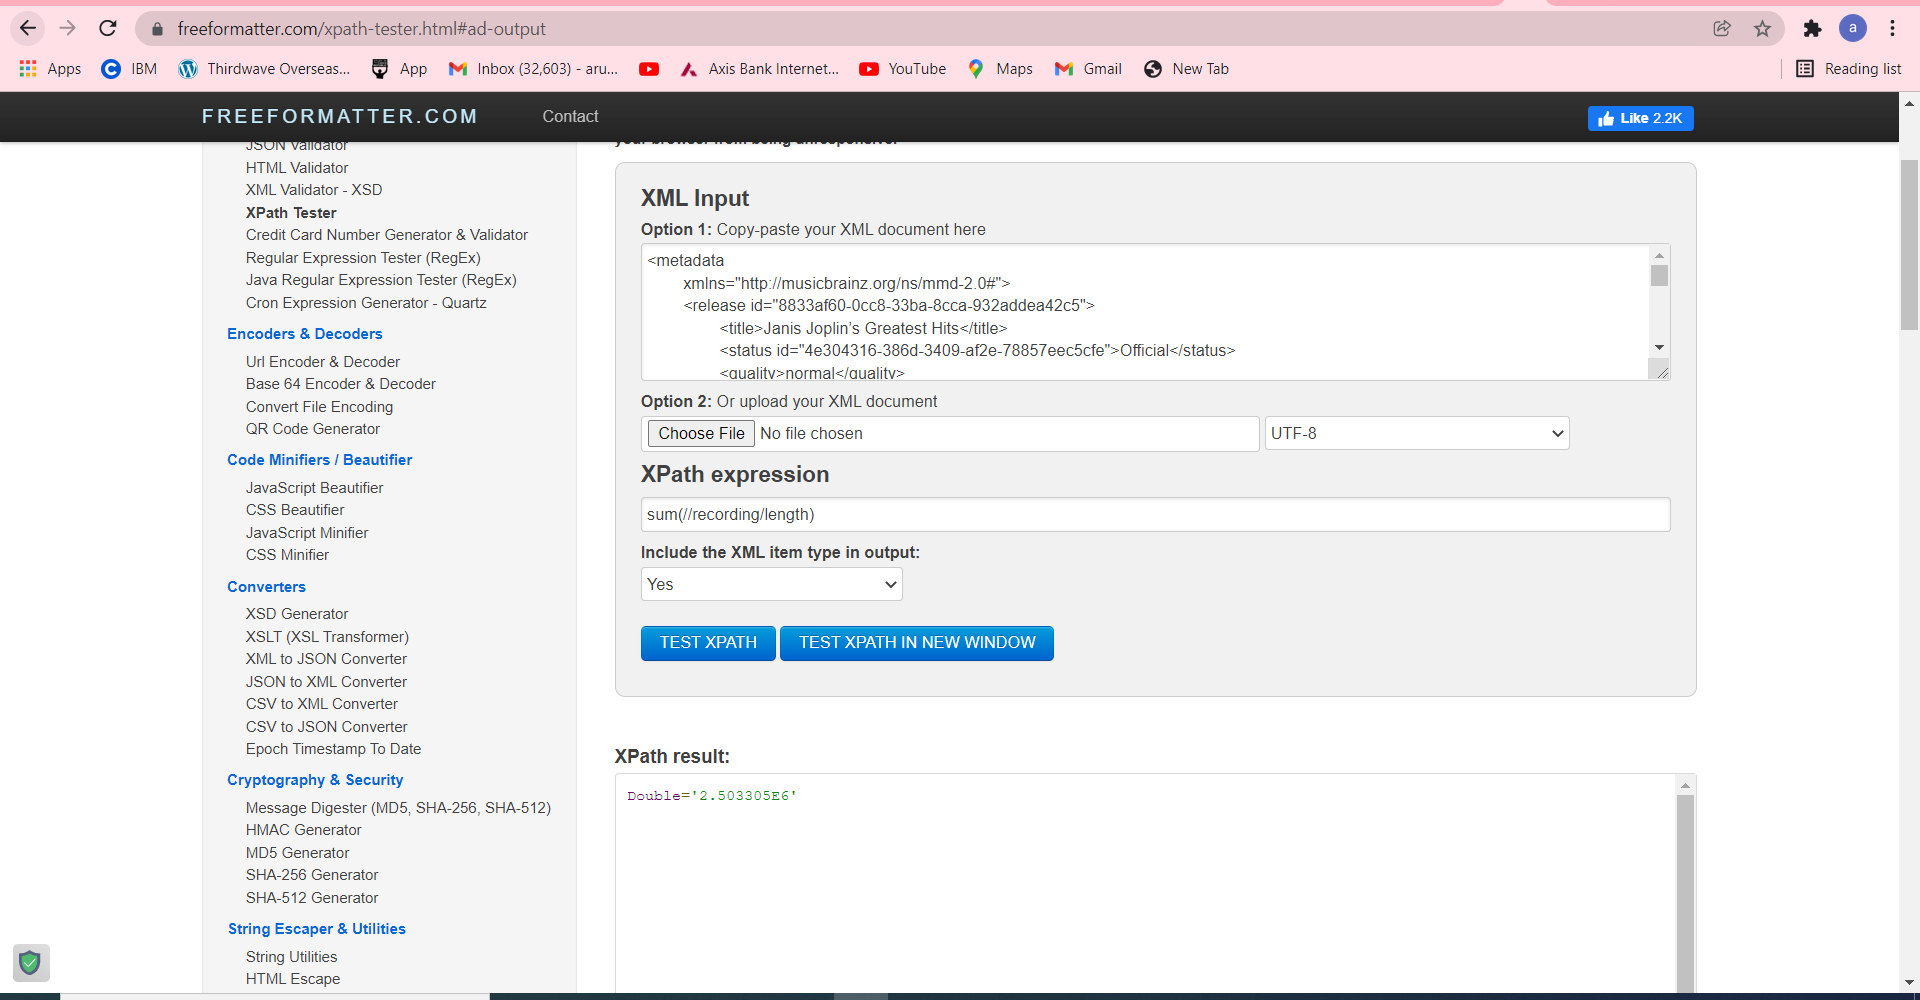 freeformatter.com/xpath-tester.html#ad-output
a
Apps
IBM
Thirdwave Overseas...
App
Inbox (32,603) - aru...
Axis Bank Internet...
YouTube
Maps
Gmail
New Tab
Reading list
FREEFORMATTER.COM
Contact
Like 2.2K
JSON Validator
HTML Validator
XML Validator - XSD
XPath Tester
Credit Card Number Generator & Validator
Regular Expression Tester (RegEx)
Java Regular Expression Tester (RegEx)
Cron Expression Generator - Quartz
Encoders & Decoders
Url Encoder & Decoder
Base 64 Encoder & Decoder
Convert File Encoding
QR Code Generator
Code Minifiers / Beautifier
JavaScript Beautifier
CSS Beautifier
JavaScript Minifier
CSS Minifier
Converters
XSD Generator
XSLT (XSL Transformer)
XML to JSON Converter
JSON to XML Converter
CSV to XML Converter
CSV to JSON Converter
Epoch Timestamp To Date
Cryptography & Security
Message Digester (MD5, SHA-256, SHA-512)
HMAC Generator
MD5 Generator
SHA-256 Generator
SHA-512 Generator
String Escaper & Utilities
String Utilities
HTML Escape
your browser from being unresponsive.
XML Input
Option 1: Copy-paste your XML document here
<metadata
xmlns="http://musicbrainz.org/ns/mmd-2.0#">
<release id="8833af60-0cc8-33ba-8cca-932addea42c5">
<title>Janis Joplin’s Greatest Hits</title>
<status id="4e304316-386d-3409-af2e-78857eec5cfe">Official</status>
<quality>normal</quality>
Option 2: Or upload your XML document
Choose File No file chosen
UTF-8
XPath expression
sum(//recording/length)
Include the XML item type in output:
Yes
TEST XPATH
TEST XPATH IN NEW WINDOW
XPath result:
Double='2.503305E6'